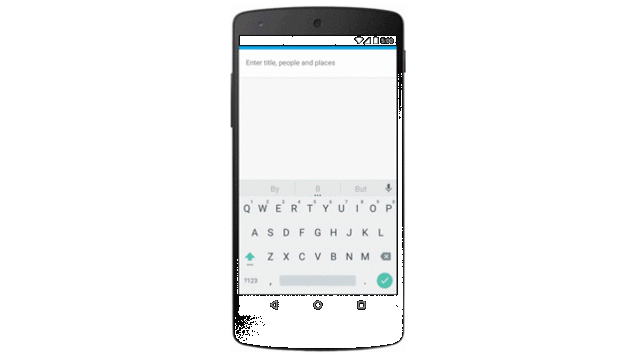 Enter title, people and places
By B But
Q W E R T Y U I O P
A S D F G H J K L
Z X C V B N M
?123 , .